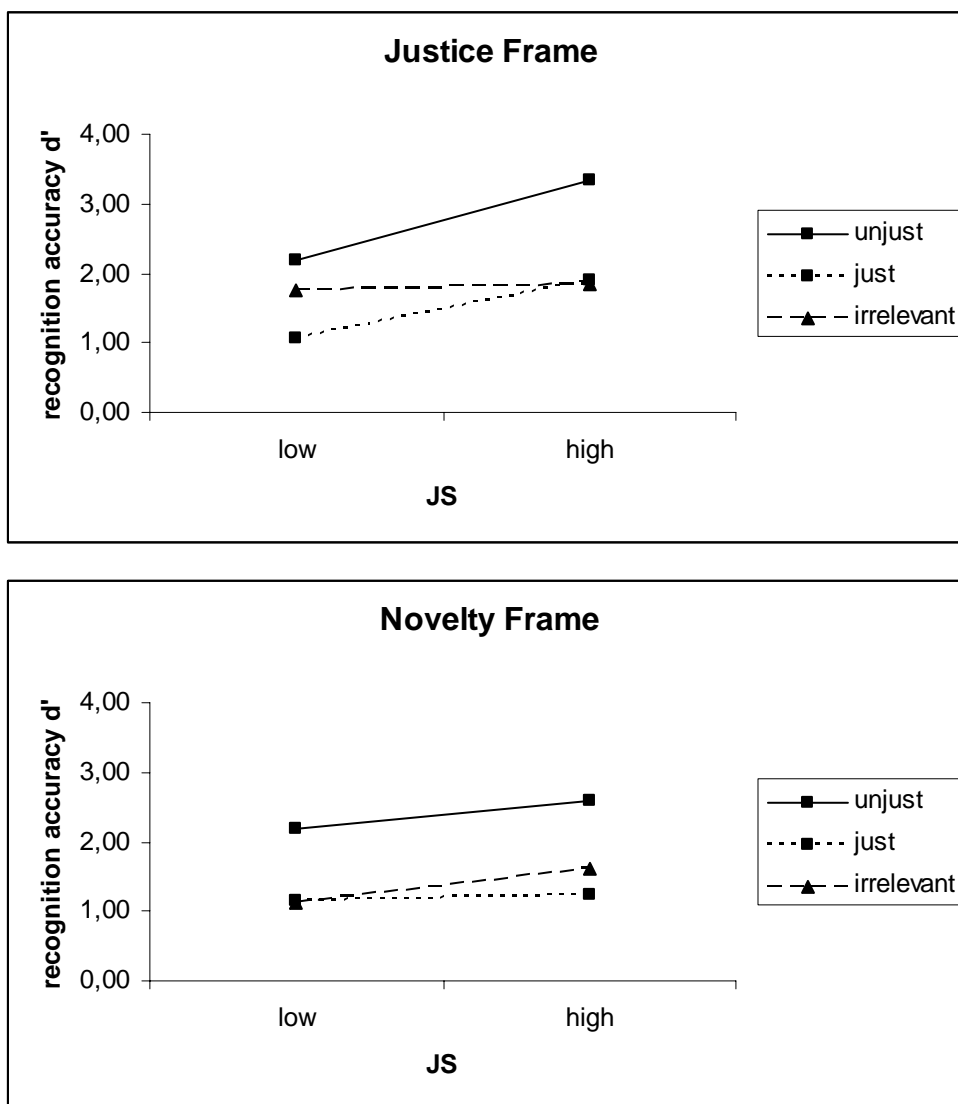 Justice Frame
recognition accuracy d'
4,00
3,00
2,00
1,00
0,00
low
high
JS
unjust
just
irrelevant
Novelty Frame
recognition accuracy d'
4,00
3,00
2,00
1,00
0,00
low
high
JS
unjust
just
irrelevant